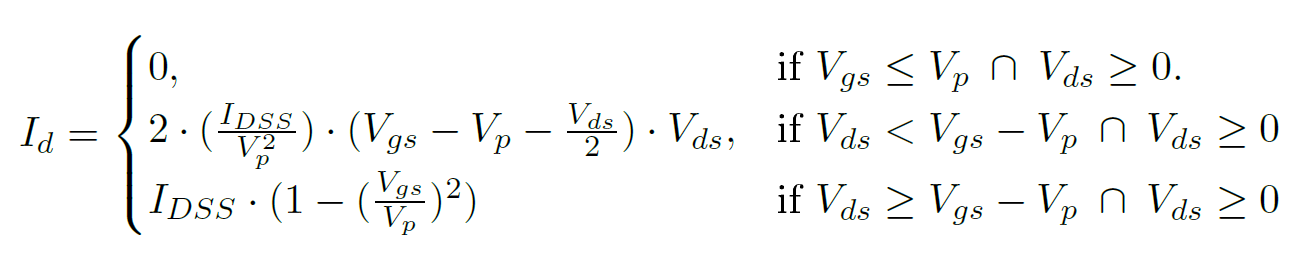 0, if V_gs ≤ V_p ∩ V_ds ≥ 0.
I_d = { 2 · (I_DSS / V_p^2) · (V_gs − V_p − V_ds / 2) · V_ds, if V_ds < V_gs − V_p ∩ V_ds ≥ 0
I_DSS · (1 − (V_gs / V_p)^2) if V_ds ≥ V_gs − V_p ∩ V_ds ≥ 0